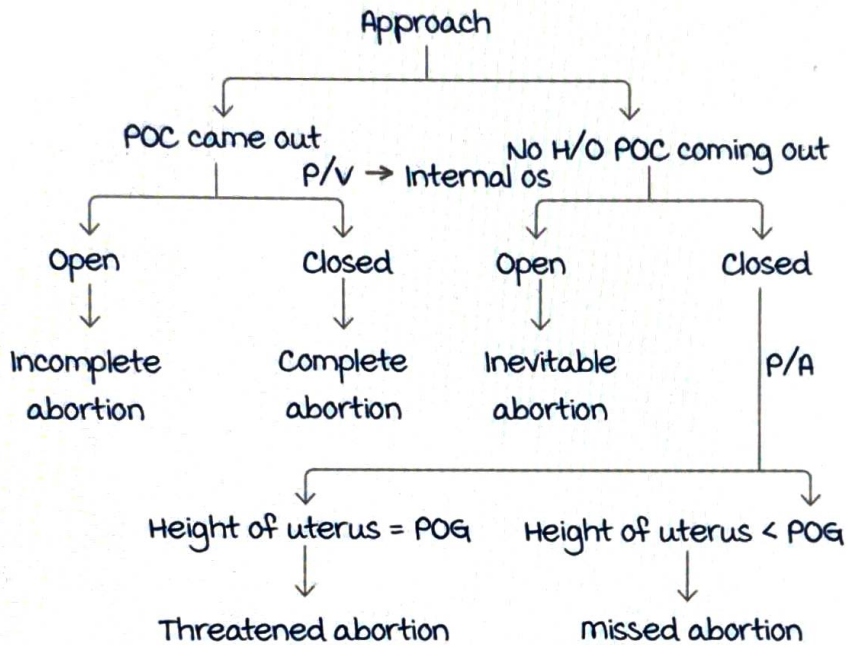 Approach
POC came out
No H/O POC coming out
P/V → Internal os
Open
Closed
Open
Closed
Incomplete
abortion
Complete
abortion
Inevitable
abortion
P/A
Height of uterus = POG
Height of uterus < POG
Threatened abortion
missed abortion